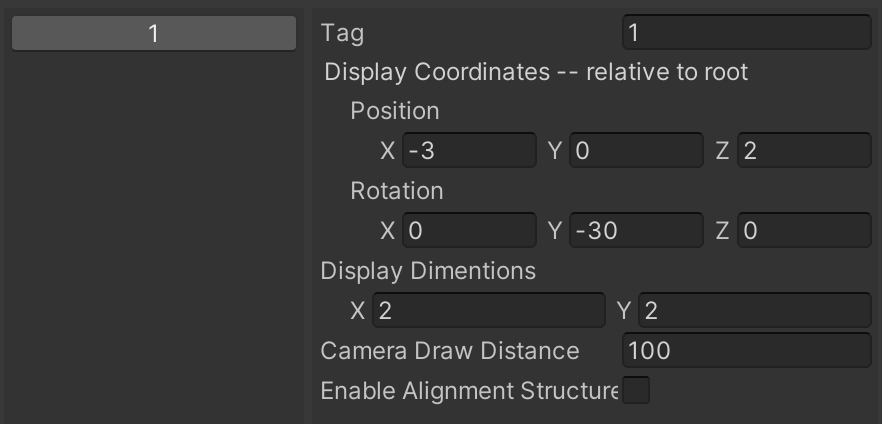 1
Tag 1
Display Coordinates -- relative to root
Position
X -3 Y 0 Z 2
Rotation
X 0 Y -30 Z 0
Display Dimentions
X 2 Y 2
Camera Draw Distance 100
Enable Alignment Structure